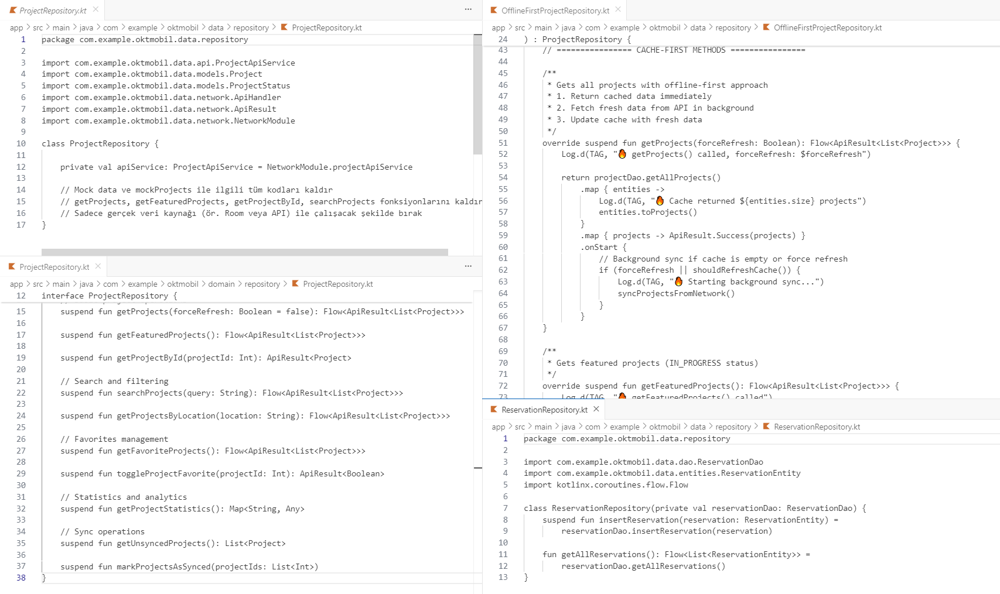 ProjectRepository.kt
app > src > main > java > com > example > oktmobil > data > repository > ProjectRepository.kt
1 package com.example.oktmobil.data.repository
2
3 import com.example.oktmobil.data.api.ProjectApiService
4 import com.example.oktmobil.data.models.Project
5 import com.example.oktmobil.data.models.ProjectStatus
6 import com.example.oktmobil.data.network.ApiHandler
7 import com.example.oktmobil.data.network.ApiResult
8 import com.example.oktmobil.data.network.NetworkModule
9
10 class ProjectRepository {
11
12 private val apiService: ProjectApiService = NetworkModule.projectApiService
13
14 // Mock data ve mockProjects ile ilgili tüm kodları kaldır
15 // getProjects, getFeaturedProjects, getProjectById, searchProjects fonksiyonlarını kaldır
16 // Sadece gerçek veri kaynağı (ör. Room veya API) ile çalışacak şekilde bırak
17 }
ProjectRepository.kt
app > src > main > java > com > example > oktmobil > domain > repository > ProjectRepository.kt
12 interface ProjectRepository {
15 suspend fun getProjects(forceRefresh: Boolean = false): Flow<ApiResult<List<Project>>>
16
17 suspend fun getFeaturedProjects(): Flow<ApiResult<List<Project>>>
18
19 suspend fun getProjectById(projectId: Int): ApiResult<Project>
20
21 // Search and filtering
22 suspend fun searchProjects(query: String): Flow<ApiResult<List<Project>>>
23
24 suspend fun getProjectsByLocation(location: String): Flow<ApiResult<List<Project>>>
25
26 // Favorites management
27 suspend fun getFavoriteProjects(): Flow<ApiResult<List<Project>>>
28
29 suspend fun toggleProjectFavorite(projectId: Int): ApiResult<Boolean>
30
31 // Statistics and analytics
32 suspend fun getProjectStatistics(): Map<String, Any>
33
34 // Sync operations
35 suspend fun getUnsyncedProjects(): List<Project>
36
37 suspend fun markProjectsAsSynced(projectIds: List<Int>)
38 }
OfflineFirstProjectRepository.kt
app > src > main > java > com > example > oktmobil > data > repository > OfflineFirstProjectRepository.kt
24 ) : ProjectRepository {
43 // ================ CACHE-FIRST METHODS ================
44
45 /**
46 * Gets all projects with offline-first approach
47 * 1. Return cached data immediately
48 * 2. Fetch fresh data from API in background
49 * 3. Update cache with fresh data
50 */
51 override suspend fun getProjects(forceRefresh: Boolean): Flow<ApiResult<List<Project>>> {
52 Log.d(TAG, "🔥 getProjects() called, forceRefresh: $forceRefresh")
53
54 return projectDao.getAllProjects()
55 .map { entities ->
56 Log.d(TAG, "🔥 Cache returned ${entities.size} projects")
57 entities.toProjects()
58 }
59 .map { projects -> ApiResult.Success(projects) }
60 .onStart {
61 // Background sync if cache is empty or force refresh
62 if (forceRefresh || shouldRefreshCache()) {
63 Log.d(TAG, "🔥 Starting background sync...")
64 syncProjectsFromNetwork()
65 }
66 }
67 }
68
69 /**
70 * Gets featured projects (IN_PROGRESS status)
71 */
72 override suspend fun getFeaturedProjects(): Flow<ApiResult<List<Project>>> {
73 Log.d(TAG, "🔥 getFeaturedProjects() called")
ReservationRepository.kt
app > src > main > java > com > example > oktmobil > data > repository > ReservationRepository.kt
1 package com.example.oktmobil.data.repository
2
3 import com.example.oktmobil.data.dao.ReservationDao
4 import com.example.oktmobil.data.entities.ReservationEntity
5 import kotlinx.coroutines.flow.Flow
6
7 class ReservationRepository(private val reservationDao: ReservationDao) {
8 suspend fun insertReservation(reservation: ReservationEntity) =
9 reservationDao.insertReservation(reservation)
10
11 fun getAllReservations(): Flow<List<ReservationEntity>> =
12 reservationDao.getAllReservations()
13 }